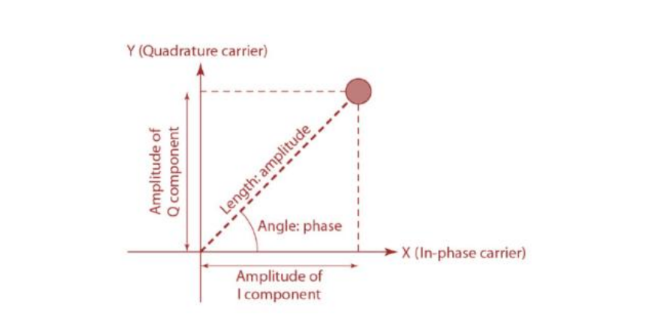 Y (Quadrature carrier)
Amplitude of
Q component
Length: amplitude
Angle: phase
X (In-phase carrier)
Amplitude of
I component